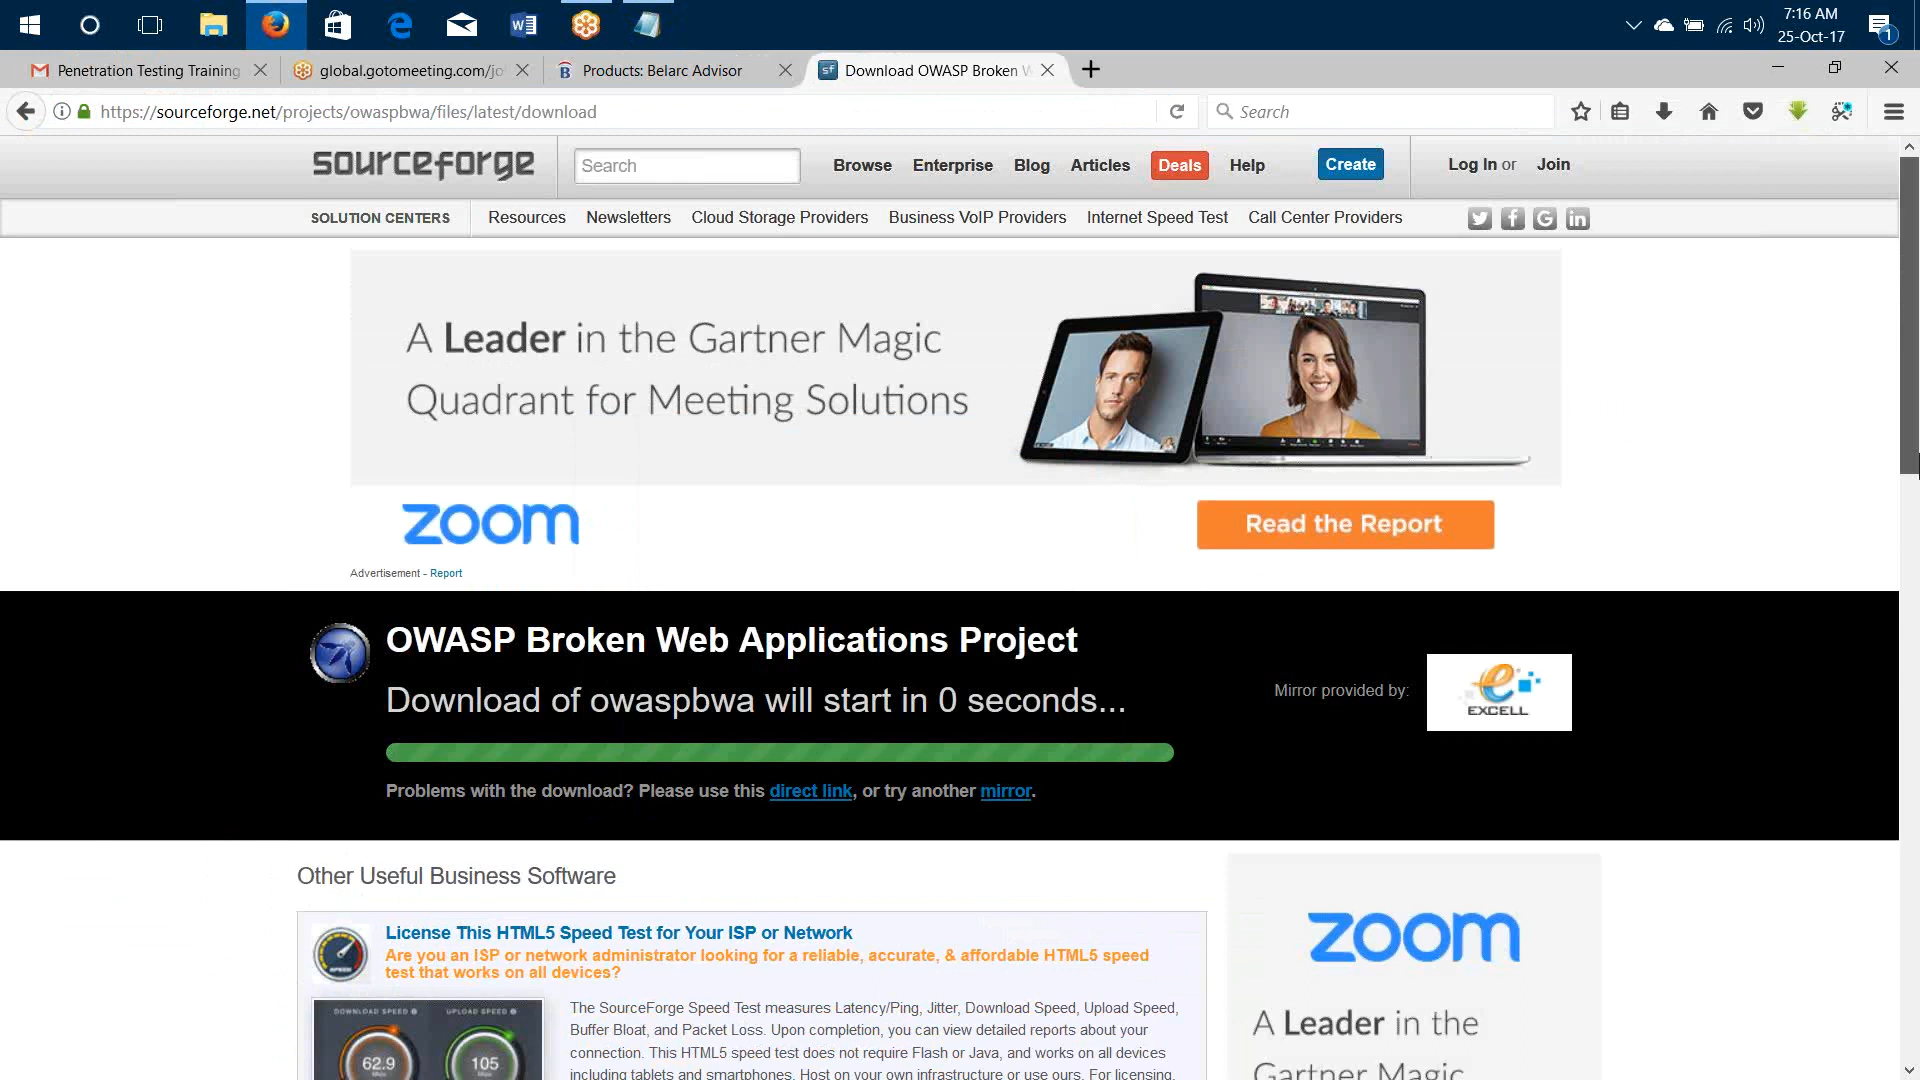 7:16 AM
25-Oct-17
1
Penetration Testing Training
global.gotomeeting.com/jo
Products: Belarc Advisor
Download OWASP Broken W
https://sourceforge.net/projects/owaspbwa/files/latest/download
Search
sourceforge
Search
Browse
Enterprise
Blog
Articles
Deals
Help
Create
Log In or Join
SOLUTION CENTERS
Resources
Newsletters
Cloud Storage Providers
Business VoIP Providers
Internet Speed Test
Call Center Providers
A Leader in the Gartner Magic
Quadrant for Meeting Solutions
zoom
Read the Report
Advertisement - Report
OWASP Broken Web Applications Project
Download of owaspbwa will start in 0 seconds...
Mirror provided by:
EXCELL
Problems with the download? Please use this direct link, or try another mirror.
Other Useful Business Software
License This HTML5 Speed Test for Your ISP or Network
Are you an ISP or network administrator looking for a reliable, accurate, & affordable HTML5 speed
test that works on all devices?
SPEED
DOWNLOAD SPEED
UPLOAD SPEED
62.9
Mbps
105
Mbps
The SourceForge Speed Test measures Latency/Ping, Jitter, Download Speed, Upload Speed,
Buffer Bloat, and Packet Loss. Upon completion, you can view detailed reports about your
connection. This HTML5 speed test does not require Flash or Java, and works on all devices
including tablets and smartphones. Host on your own infrastructure or use ours. For licensing,
zoom
A Leader in the
Gartner Magic